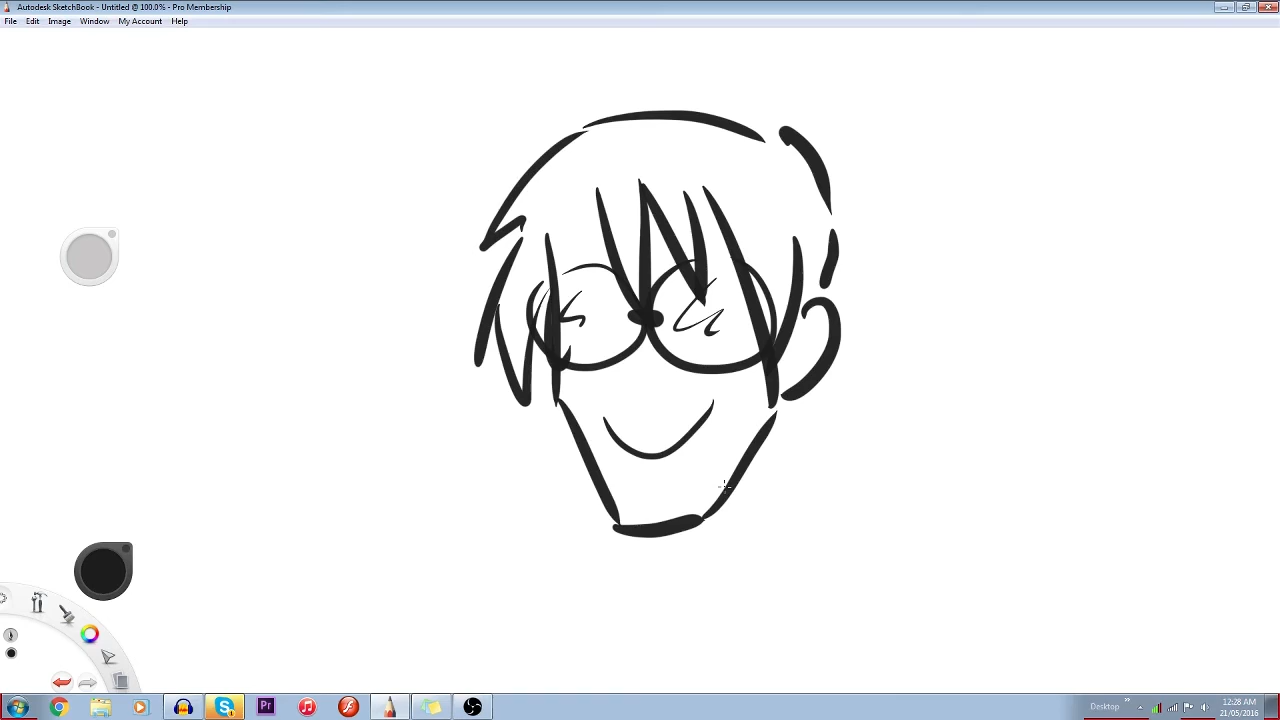 Autodesk SketchBook - Untitled @ 100.0% - Pro Membership
File Edit Image Window My Account Help
Pr
Desktop
12:28 AM
21/05/2016